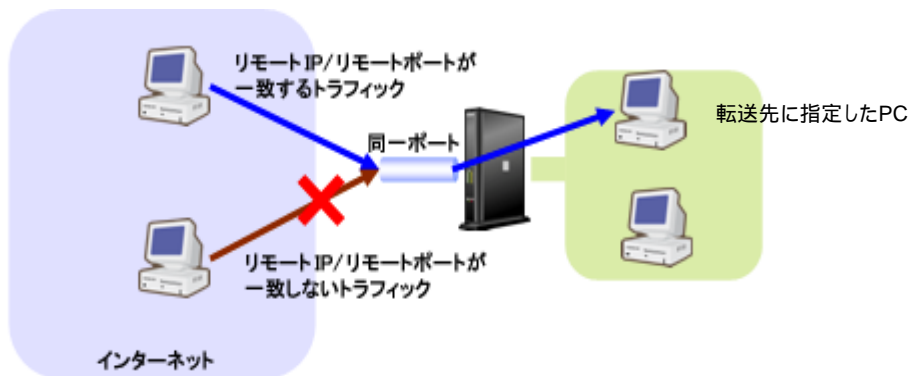 リモートIP/リモートポートが
一致するトラフィック
同一ポート
転送先に指定したPC
リモートIP/リモートポートが
一致しないトラフィック
インターネット